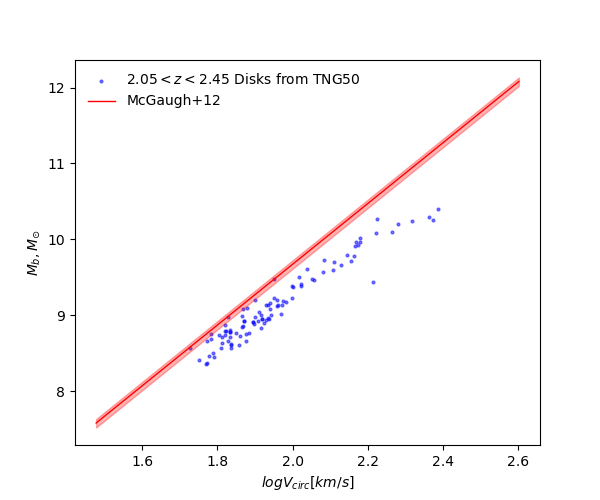 2.05 < z < 2.45 Disks from TNG50
McGaugh+12
12
11
10
9
8
M_b, M_⊙
1.6 1.8 2.0 2.2 2.4 2.6
logV_circ[km/s]